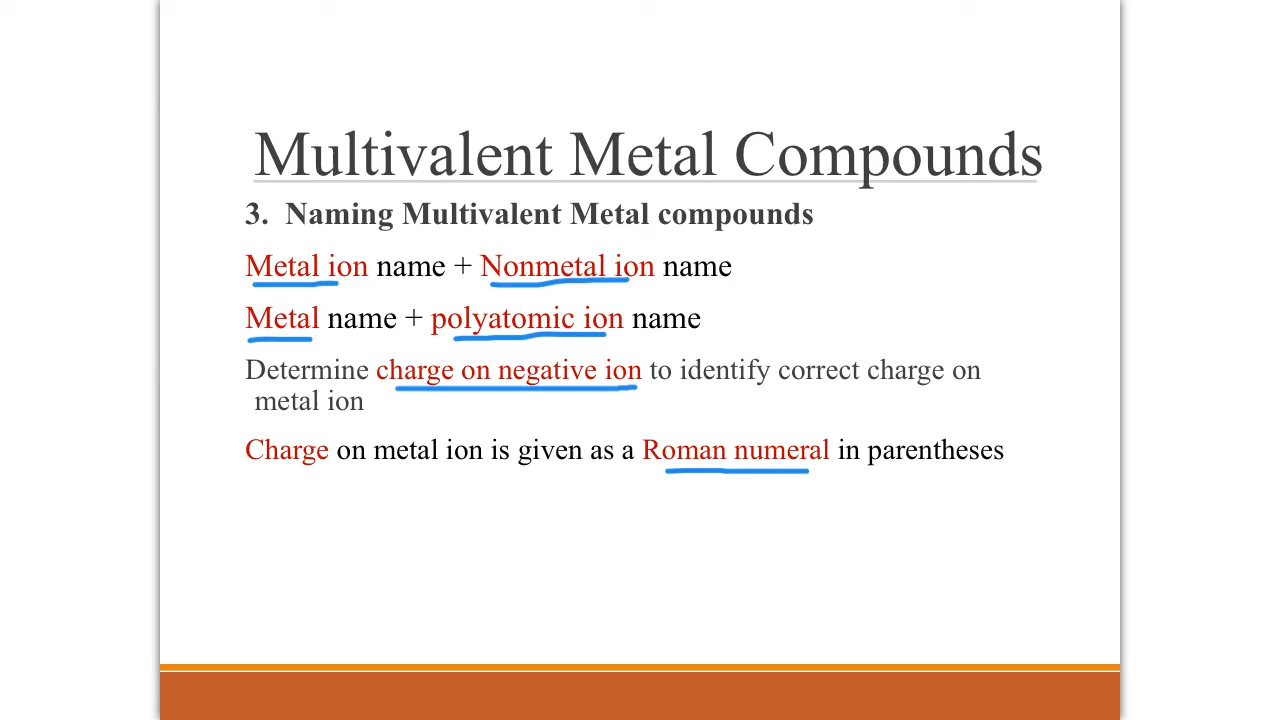 Multivalent Metal Compounds
3. Naming Multivalent Metal compounds
Metal ion name + Nonmetal ion name
Metal name + polyatomic ion name
Determine charge on negative ion to identify correct charge on
metal ion
Charge on metal ion is given as a Roman numeral in parentheses